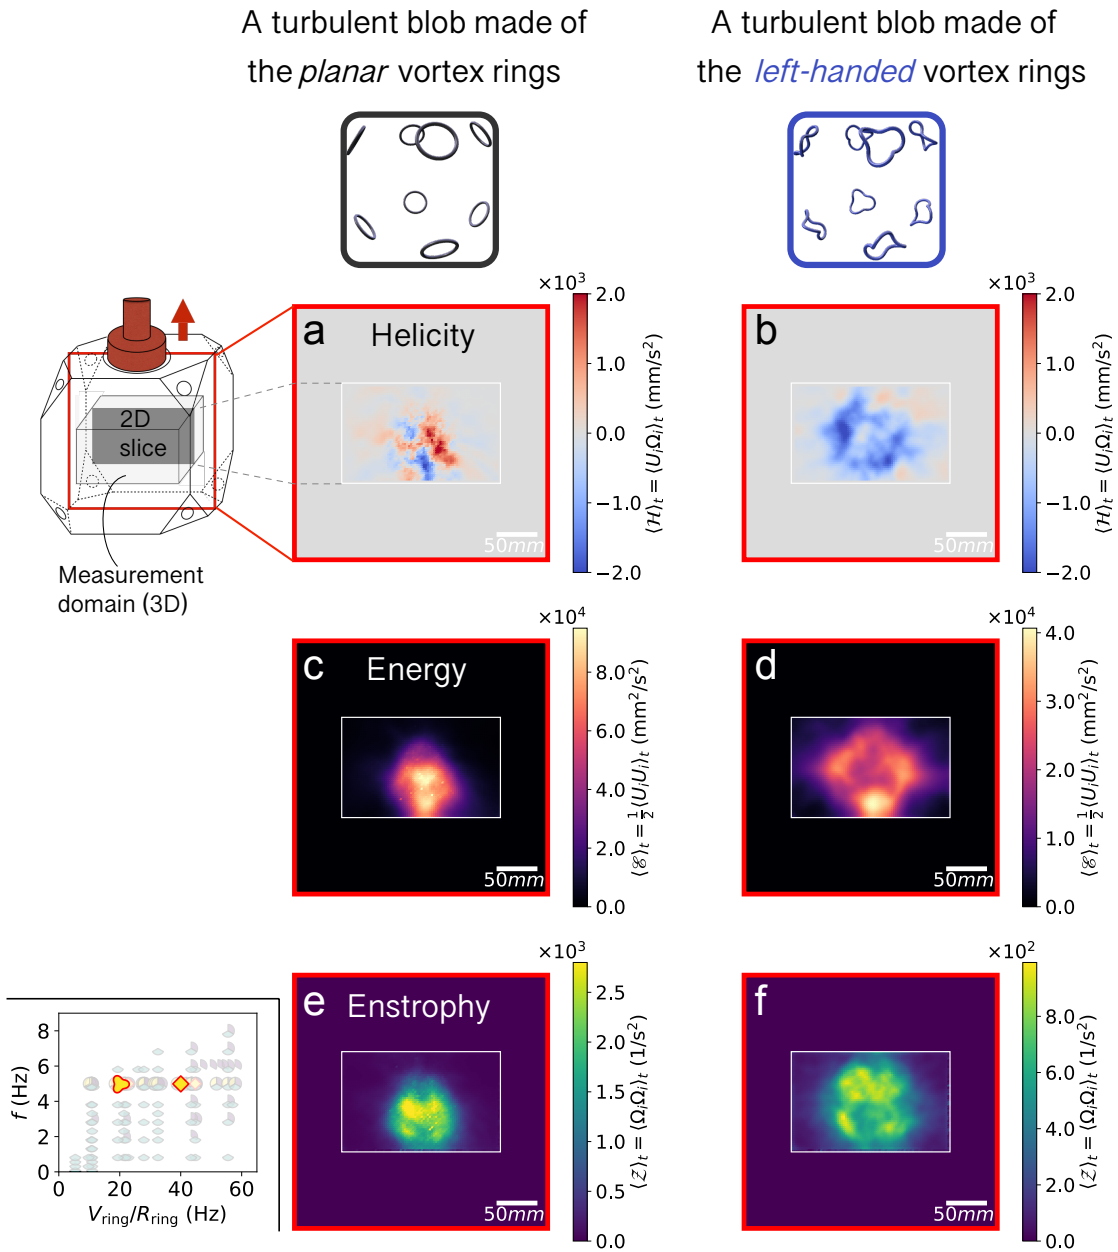 A turbulent blob made of
the planar vortex rings
A turbulent blob made of
the left-handed vortex rings
a
Helicity
50mm
×10³
2.0
1.0
0.0
−1.0
−2.0
⟨ℋ⟩ₜ = ⟨UᵢΩᵢ⟩ₜ (mm/s²)
b
50mm
×10³
2.0
1.0
0.0
−1.0
−2.0
⟨ℋ⟩ₜ = ⟨UᵢΩᵢ⟩ₜ (mm/s²)
2D
slice
Measurement
domain (3D)
c
Energy
50mm
×10⁴
8.0
6.0
4.0
2.0
0.0
⟨ℰ⟩ₜ = ½⟨UᵢUᵢ⟩ₜ (mm²/s²)
d
50mm
×10⁴
4.0
3.0
2.0
1.0
0.0
⟨ℰ⟩ₜ = ½⟨UᵢUᵢ⟩ₜ (mm²/s²)
e
Enstrophy
50mm
×10³
2.5
2.0
1.5
1.0
0.5
0.0
⟨𝒵⟩ₜ = ⟨ΩᵢΩᵢ⟩ₜ (1/s²)
f
50mm
×10²
8.0
6.0
4.0
2.0
0.0
⟨𝒵⟩ₜ = ⟨ΩᵢΩᵢ⟩ₜ (1/s²)
f (Hz)
8
6
4
2
0
0 20 40 60
V_ring/R_ring (Hz)